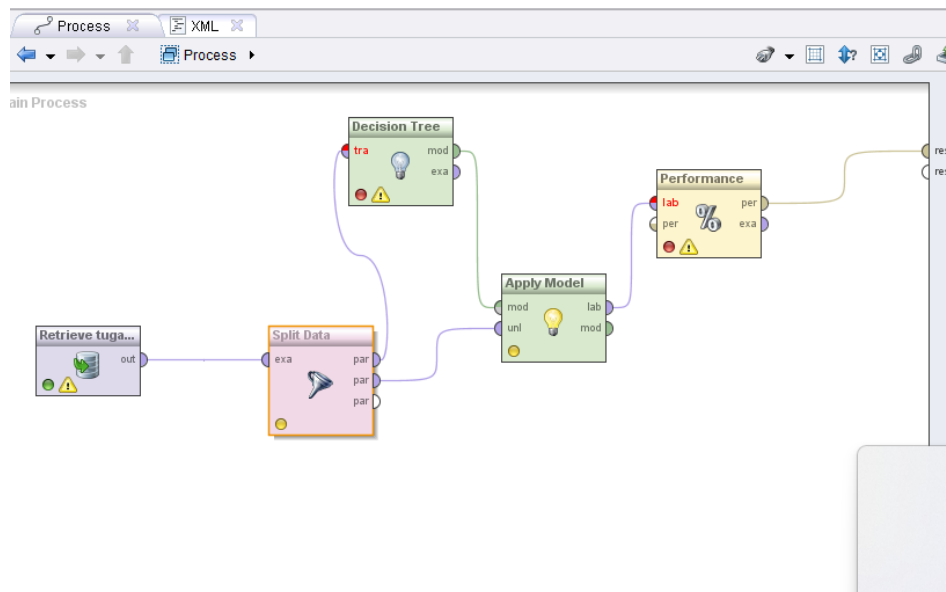 Process
XML
Process
ain Process
Decision Tree
tra
mod
exa
Performance
lab
per
per
exa
res
res
Apply Model
mod
lab
unl
mod
Retrieve tuga...
out
Split Data
exa
par
par
par